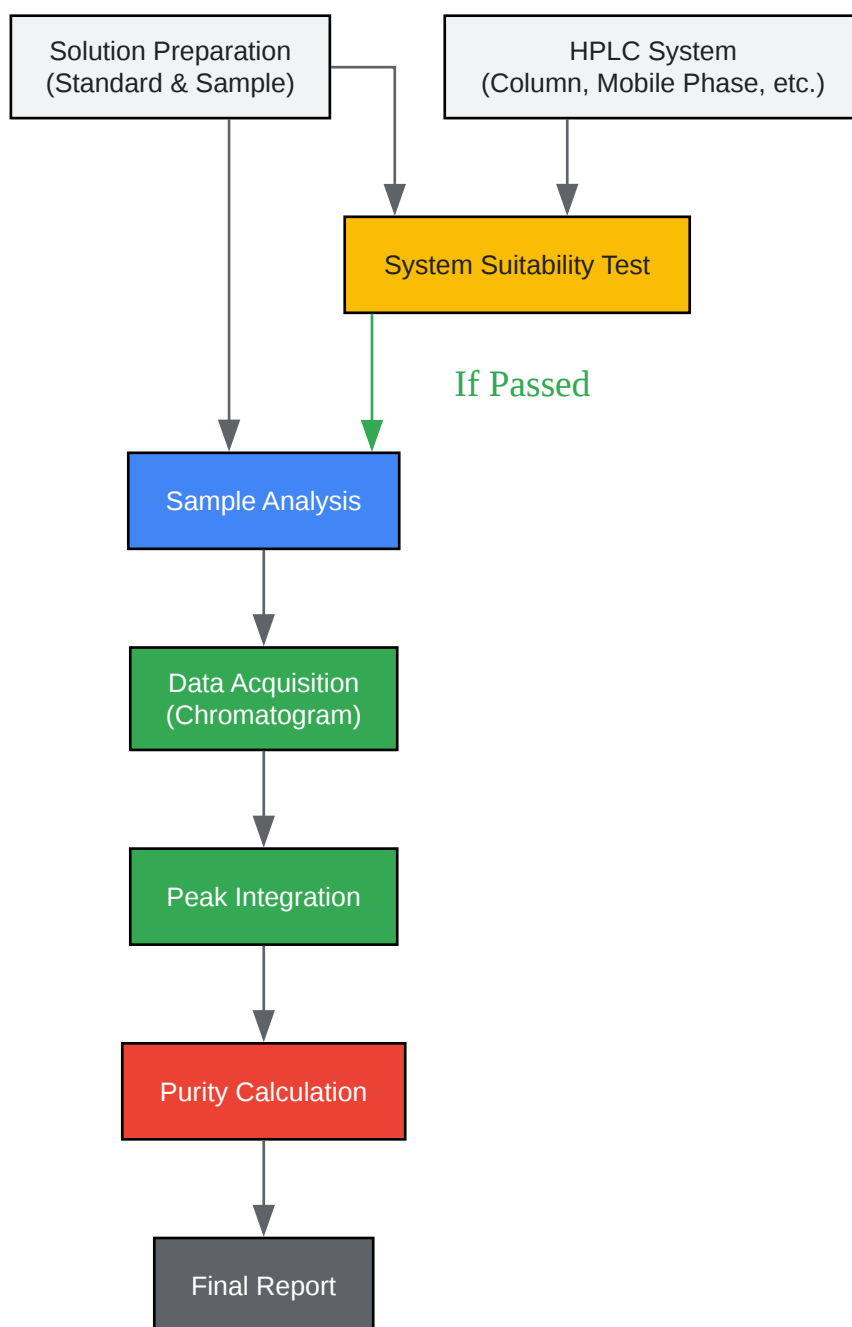 Solution Preparation
(Standard & Sample)
HPLC System
(Column, Mobile Phase, etc.)
System Suitability Test
If Passed
Sample Analysis
Data Acquisition
(Chromatogram)
Peak Integration
Purity Calculation
Final Report